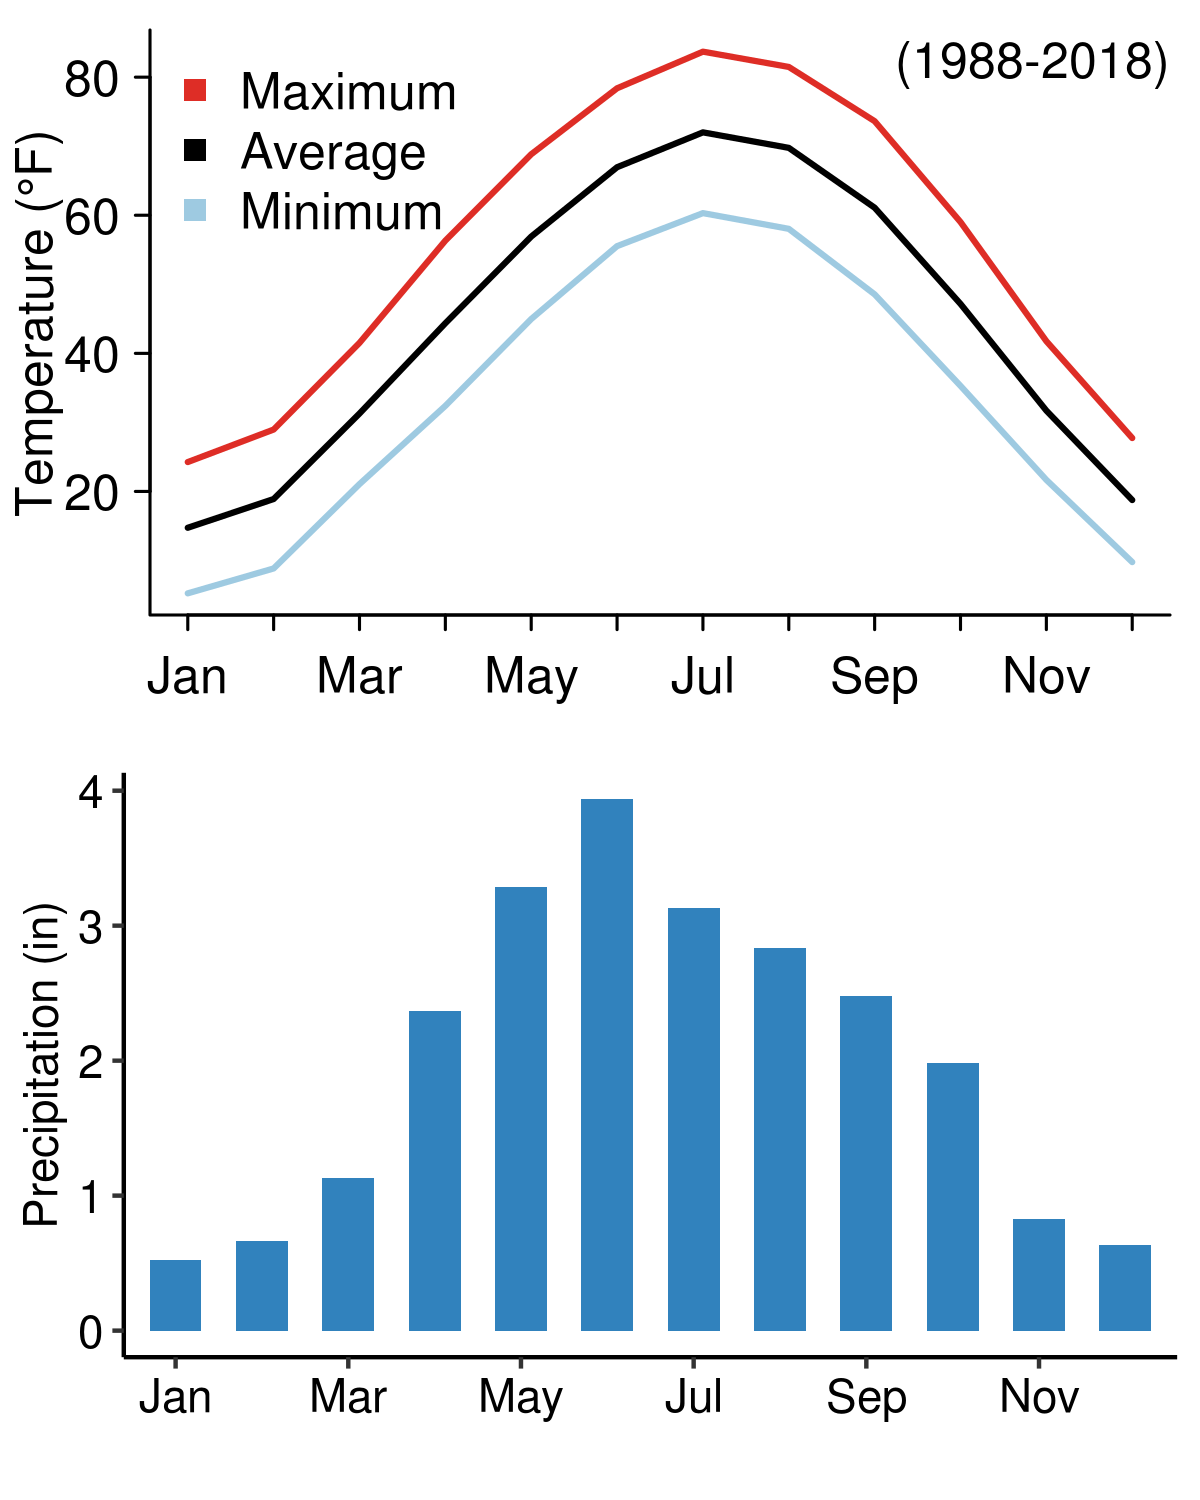 (1988-2018)
Maximum
Average
Minimum
Temperature (°F)
80
60
40
20
Jan Mar May Jul Sep Nov
Precipitation (in)
4
3
2
1
0
Jan Mar May Jul Sep Nov